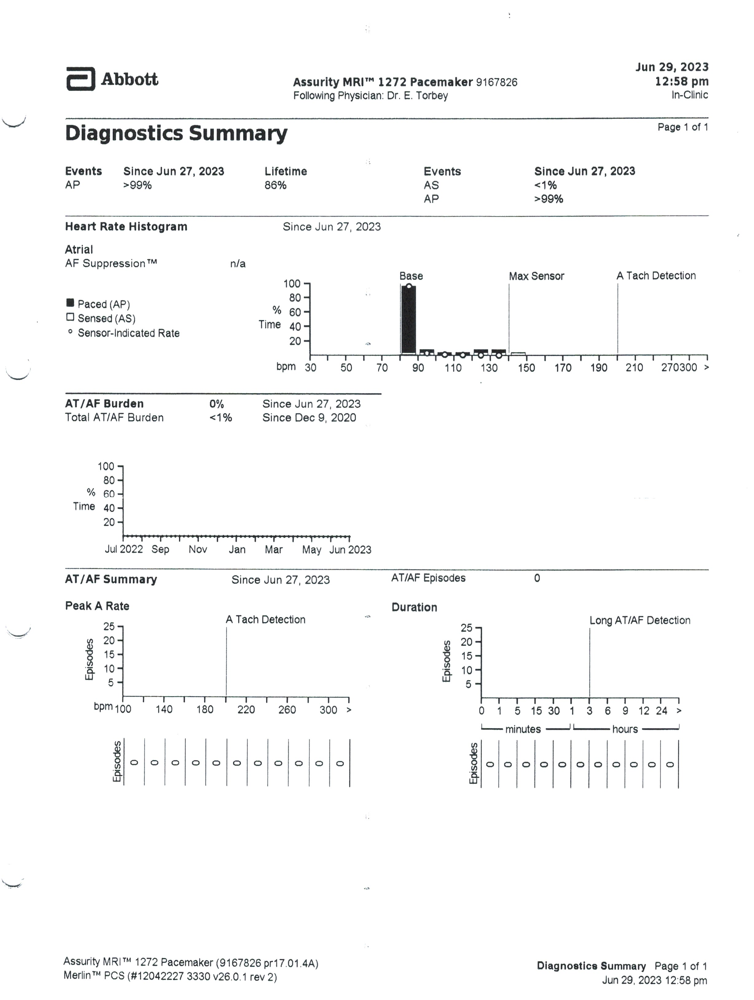 Abbott
Assurity MRI™ 1272 Pacemaker 9167826
Following Physician: Dr. E. Torbey
Jun 29, 2023
12:58 pm
In-Clinic
Diagnostics Summary
Page 1 of 1
Events Since Jun 27, 2023 Lifetime
AP >99% 86%
Events Since Jun 27, 2023
AS <1%
AP >99%
Heart Rate Histogram Since Jun 27, 2023
Atrial
AF Suppression™ n/a
Paced (AP)
Sensed (AS)
Sensor-Indicated Rate
Base Max Sensor A Tach Detection
100
80
% 60
Time 40
20
bpm 30 50 70 90 110 130 150 170 190 210 270300 >
AT/AF Burden 0% Since Jun 27, 2023
Total AT/AF Burden <1% Since Dec 9, 2020
100
80
% 60
Time 40
20
Jul 2022 Sep Nov Jan Mar May Jun 2023
AT/AF Summary Since Jun 27, 2023
AT/AF Episodes 0
Peak A Rate
A Tach Detection
25
20
15
10
5
Episodes
bpm 100 140 180 220 260 300 >
Episodes 0 0 0 0 0 0 0 0 0 0 0
Duration
Long AT/AF Detection
25
20
15
10
5
Episodes
0 1 5 15 30 1 3 6 9 12 24 >
minutes hours
Episodes 0 0 0 0 0 0 0 0 0 0 0
Assurity MRI™ 1272 Pacemaker (9167826 pr17.01.4A)
Merlin™ PCS (#12042227 3330 v26.0.1 rev 2)
Diagnostics Summary Page 1 of 1
Jun 29, 2023 12:58 pm